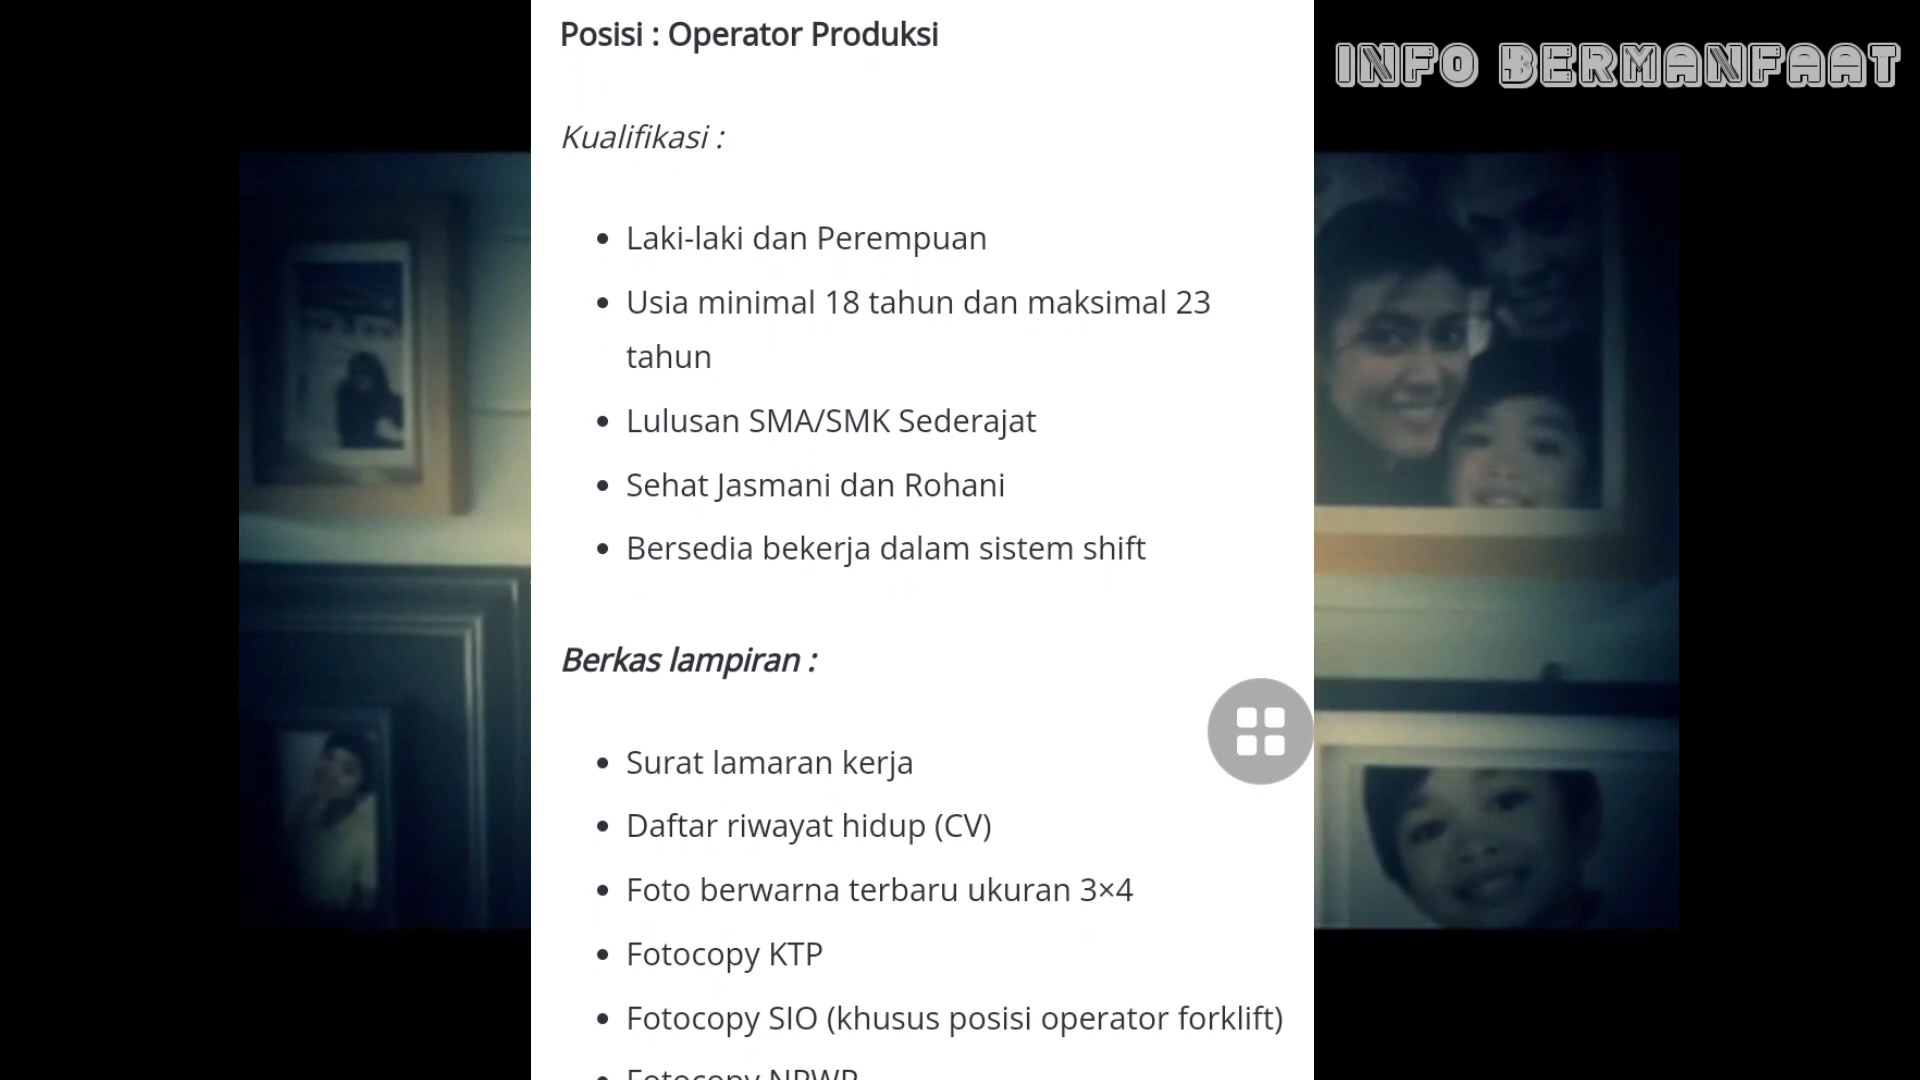 Posisi : Operator Produksi
INFO BERMANFAAT
Kualifikasi :
• Laki-laki dan Perempuan
• Usia minimal 18 tahun dan maksimal 23
tahun
• Lulusan SMA/SMK Sederajat
• Sehat Jasmani dan Rohani
• Bersedia bekerja dalam sistem shift
Berkas lampiran :
• Surat lamaran kerja
• Daftar riwayat hidup (CV)
• Foto berwarna terbaru ukuran 3×4
• Fotocopy KTP
• Fotocopy SIO (khusus posisi operator forklift)
• Fotocopy NPWP